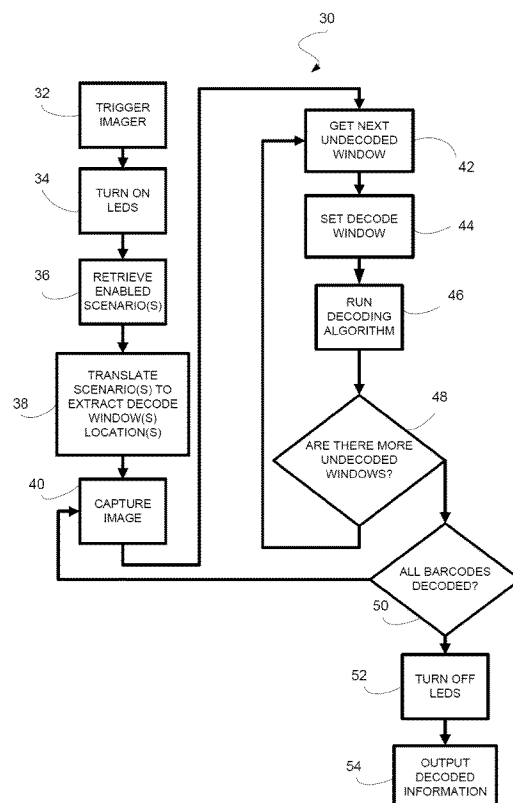 30
32
TRIGGER
IMAGER
34
TURN ON
LEDS
36
RETRIEVE
ENABLED
SCENARIO(S)
38
TRANSLATE
SCENARIO(S) TO
EXTRACT DECODE
WINDOW(S)
LOCATION(S)
40
CAPTURE
IMAGE
GET NEXT
UNDECODED
WINDOW
42
SET DECODE
WINDOW
44
RUN
DECODING
ALGORITHM
46
48
ARE THERE MORE
UNDECODED
WINDOWS?
ALL BARCODES
DECODED?
50
52
TURN OFF
LEDS
54
OUTPUT
DECODED
INFORMATION